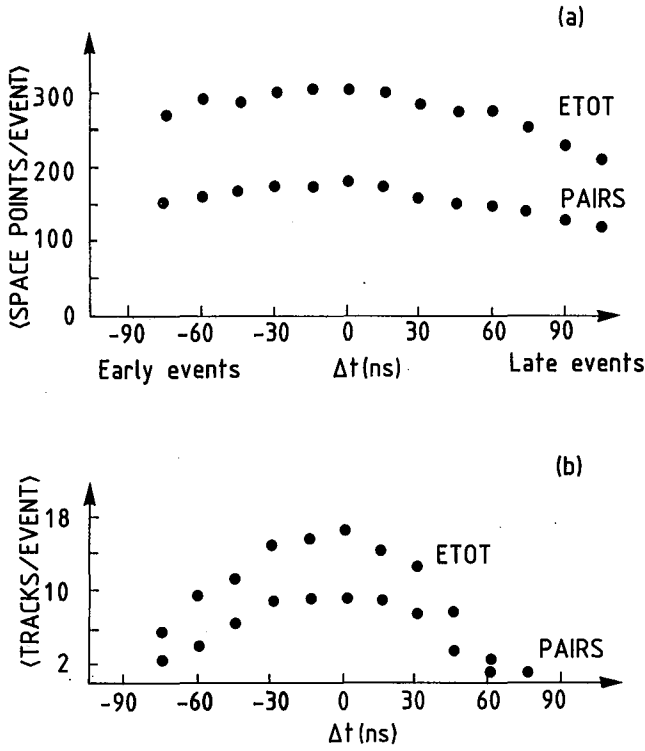 (a)
⟨SPACE POINTS/EVENT⟩
300
200
100
0
ETOT
PAIRS
-90 -60 -30 0 30 60 90
Early events Δt(ns) Late events
(b)
⟨TRACKS/EVENT⟩
18
10
2
ETOT
PAIRS
-90 -60 -30 0 30 60 90
Δt(ns)